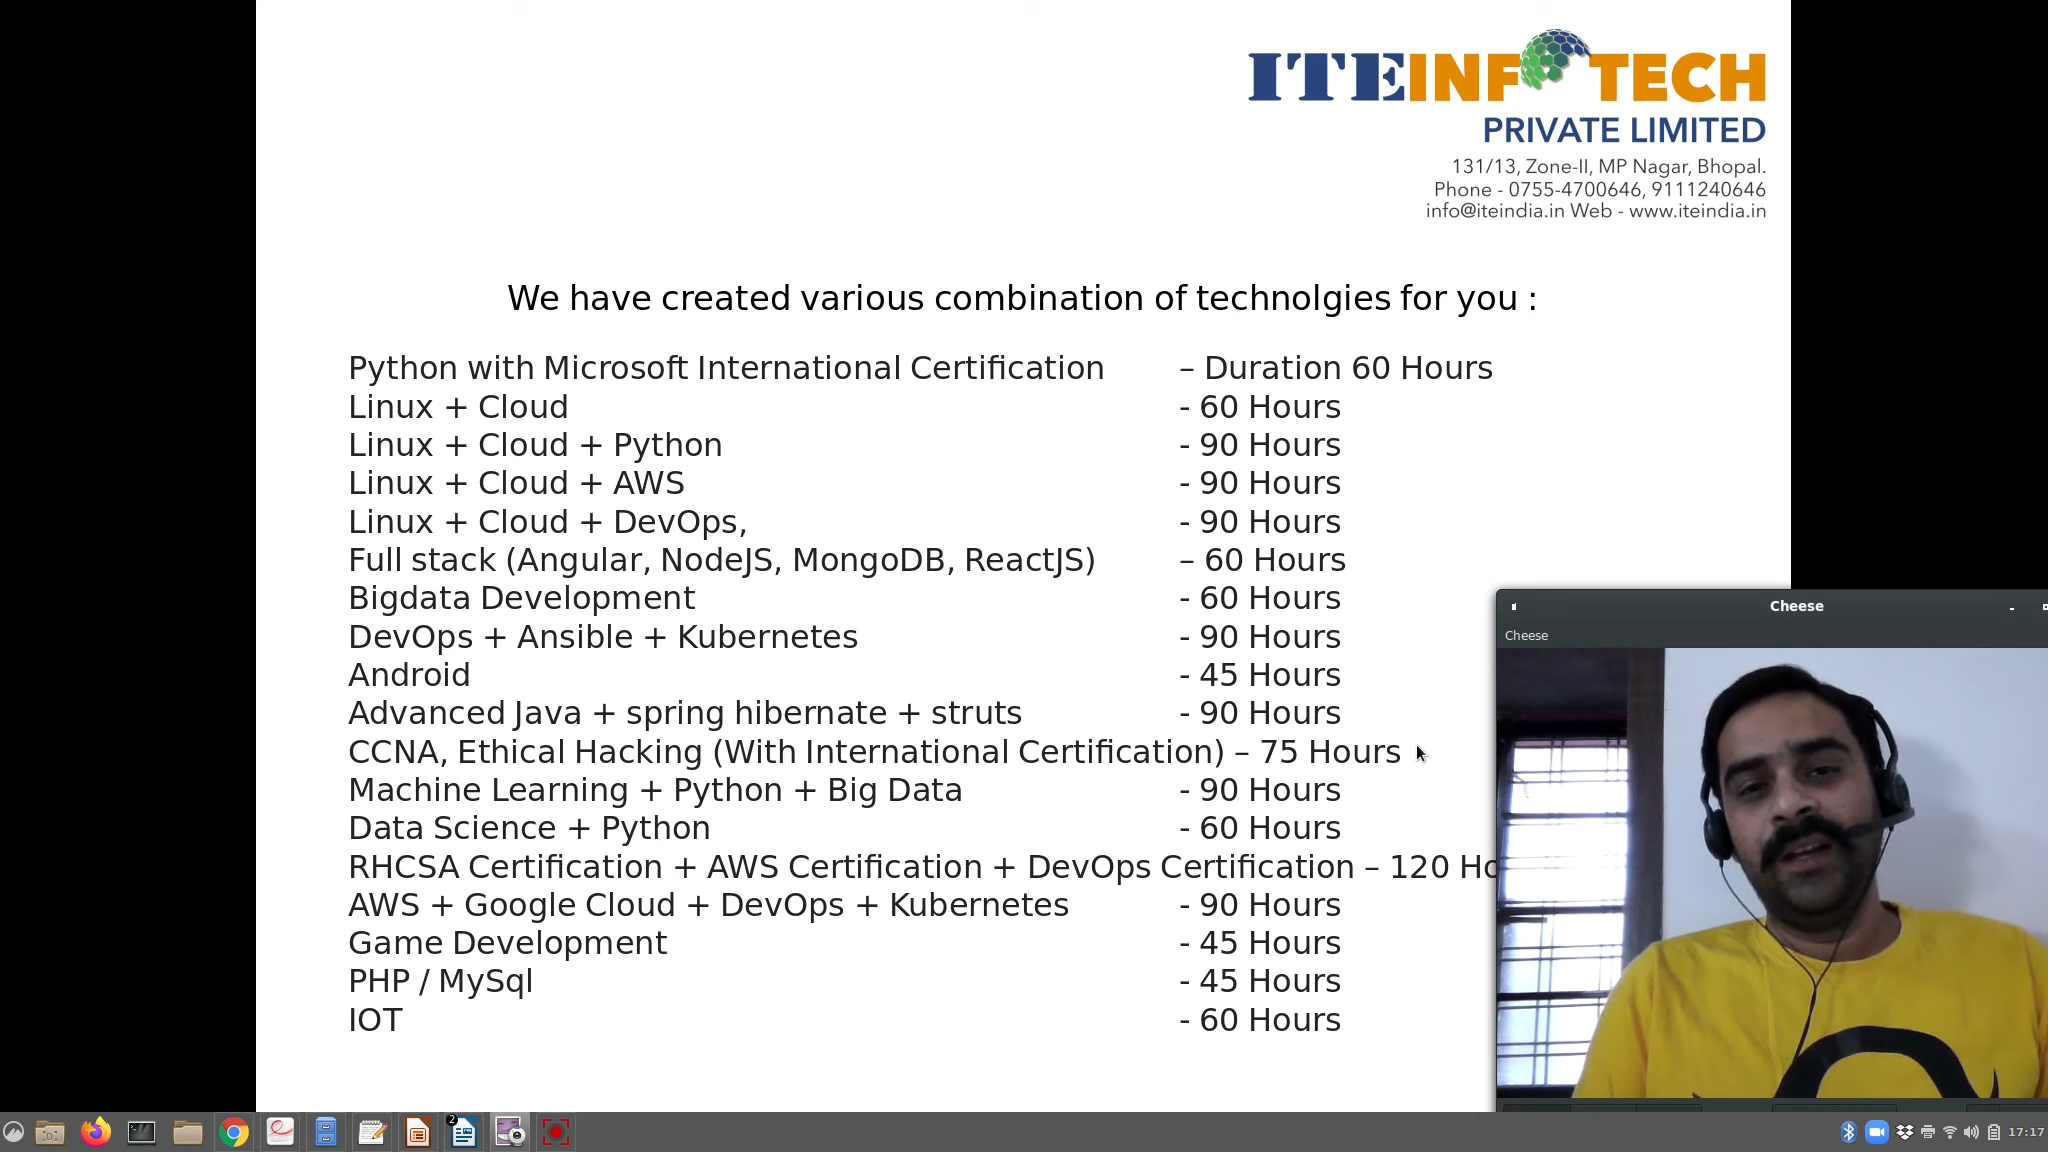 ITEINFOTECH
PRIVATE LIMITED
131/13, Zone-II, MP Nagar, Bhopal.
Phone - 0755-4700646, 9111240646
info@iteindia.in Web - www.iteindia.in
We have created various combination of technolgies for you :
Python with Microsoft International Certification – Duration 60 Hours
Linux + Cloud - 60 Hours
Linux + Cloud + Python - 90 Hours
Linux + Cloud + AWS - 90 Hours
Linux + Cloud + DevOps, - 90 Hours
Full stack (Angular, NodeJS, MongoDB, ReactJS) – 60 Hours
Bigdata Development - 60 Hours
DevOps + Ansible + Kubernetes - 90 Hours
Android - 45 Hours
Advanced Java + spring hibernate + struts - 90 Hours
CCNA, Ethical Hacking (With International Certification) – 75 Hours
Machine Learning + Python + Big Data - 90 Hours
Data Science + Python - 60 Hours
RHCSA Certification + AWS Certification + DevOps Certification – 120 Ho
AWS + Google Cloud + DevOps + Kubernetes - 90 Hours
Game Development - 45 Hours
PHP / MySql - 45 Hours
IOT - 60 Hours
Cheese
Cheese
2
17:17